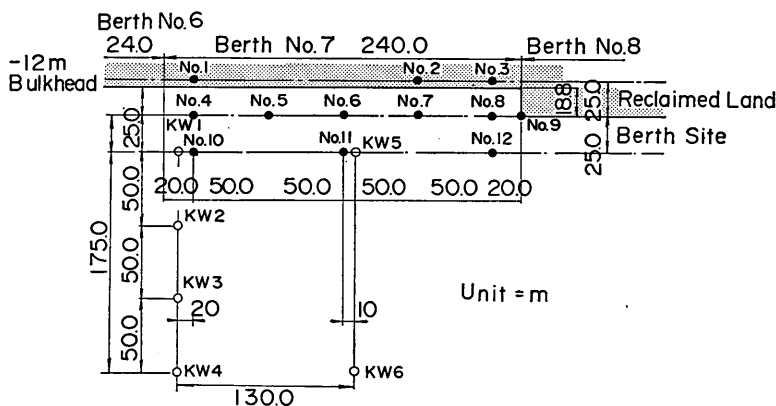 Berth No.6
24.0
Berth No.7
240.0
Berth No.8
-12m
Bulkhead
No.1
No.2
No.3
No.4
No.5
No.6
No.7
No.8
No.9
18.8
25.0
Reclaimed Land
25.0
KW1
No.10
No.11
KW5
No.12
25.0
Berth Site
20.0
50.0
50.0
50.0
50.0
20.0
50.0
KW2
175.0
50.0
KW3
20
10
Unit = m
50.0
KW4
KW6
130.0